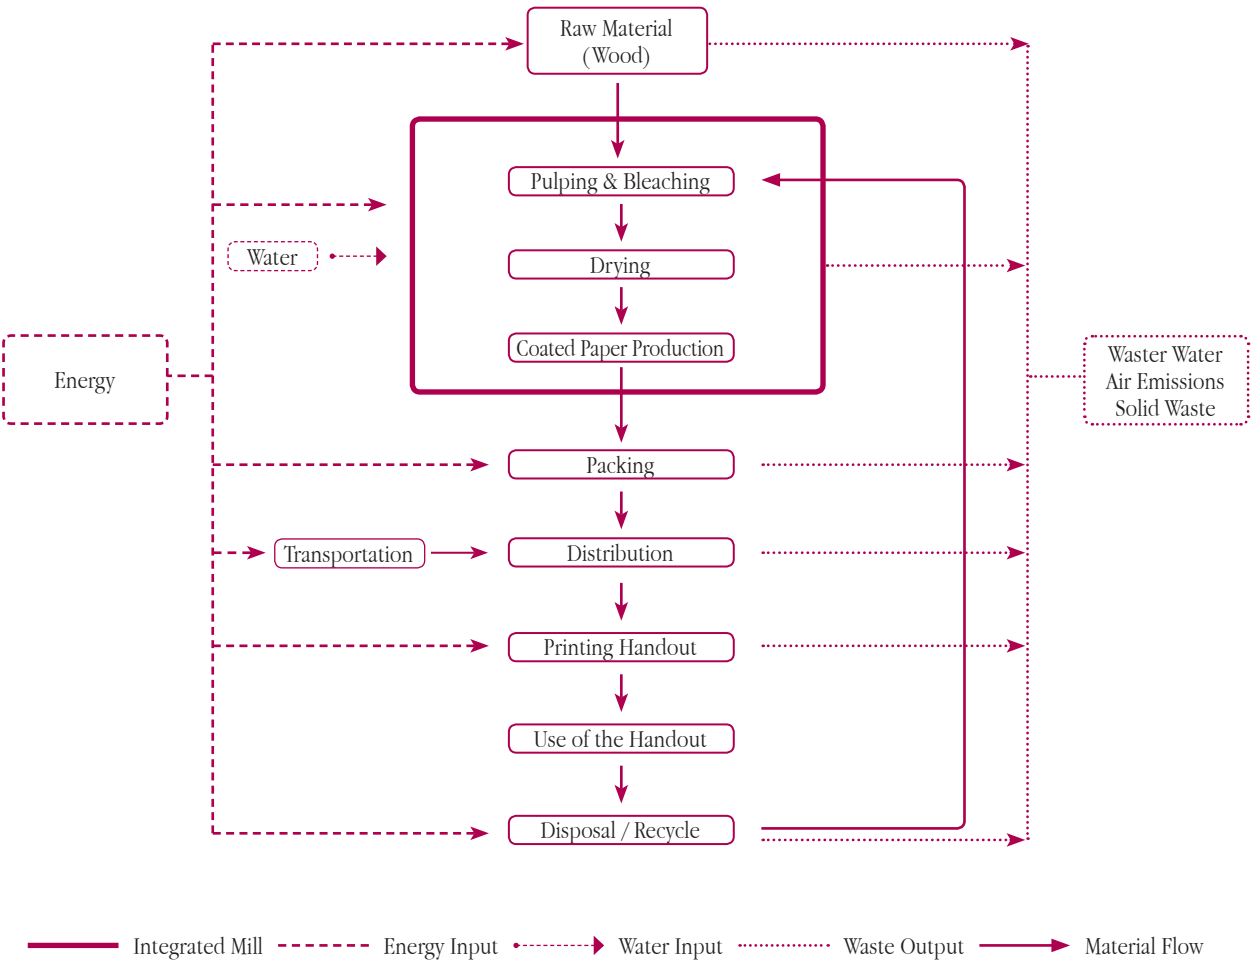 Raw Material
(Wood)
Pulping & Bleaching
Water
Drying
Coated Paper Production
Energy
Waster Water
Air Emissions
Solid Waste
Packing
Transportation
Distribution
Printing Handout
Use of the Handout
Disposal / Recycle
Integrated Mill
Energy Input
Water Input
Waste Output
Material Flow